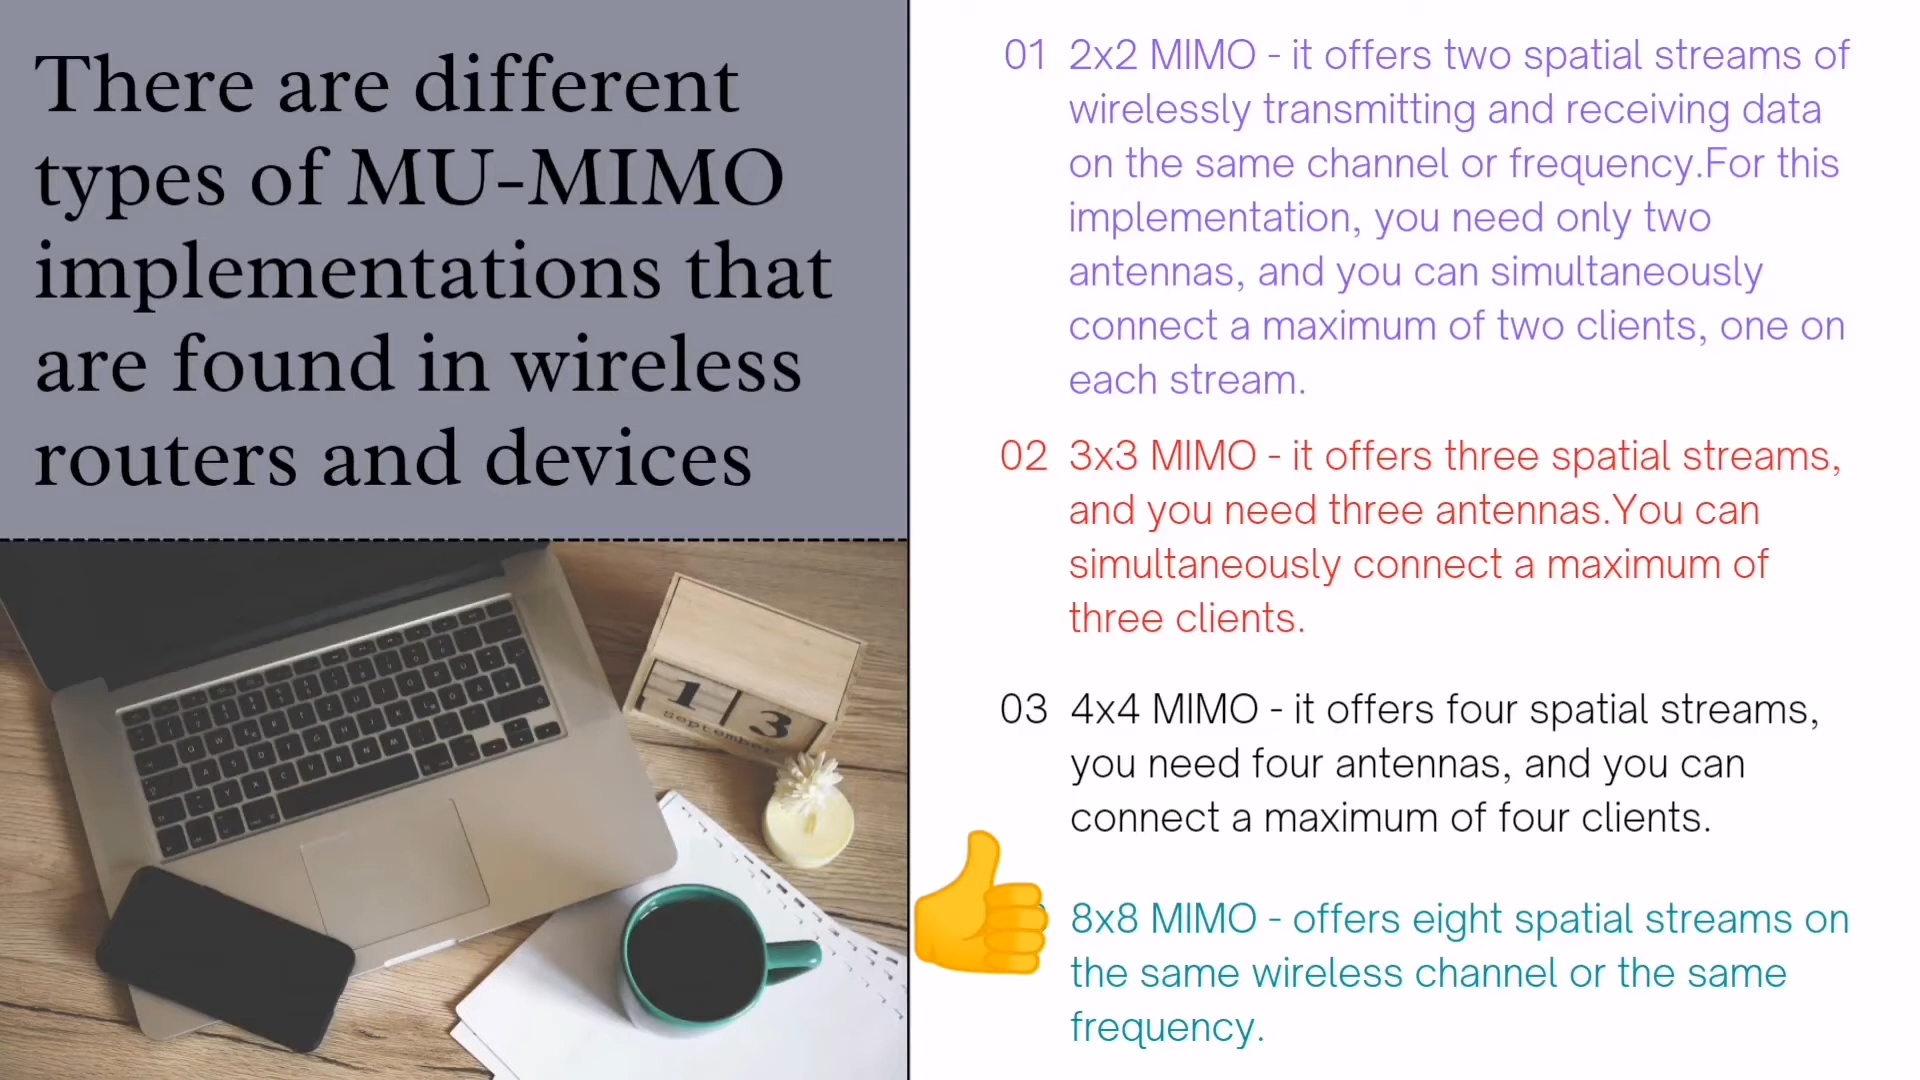 There are different
types of MU-MIMO
implementations that
are found in wireless
routers and devices
01 2x2 MIMO - it offers two spatial streams of
wirelessly transmitting and receiving data
on the same channel or frequency.For this
implementation, you need only two
antennas, and you can simultaneously
connect a maximum of two clients, one on
each stream.
02 3x3 MIMO - it offers three spatial streams,
and you need three antennas.You can
simultaneously connect a maximum of
three clients.
03 4x4 MIMO - it offers four spatial streams,
you need four antennas, and you can
connect a maximum of four clients.
8x8 MIMO - offers eight spatial streams on
the same wireless channel or the same
frequency.
1 3
september